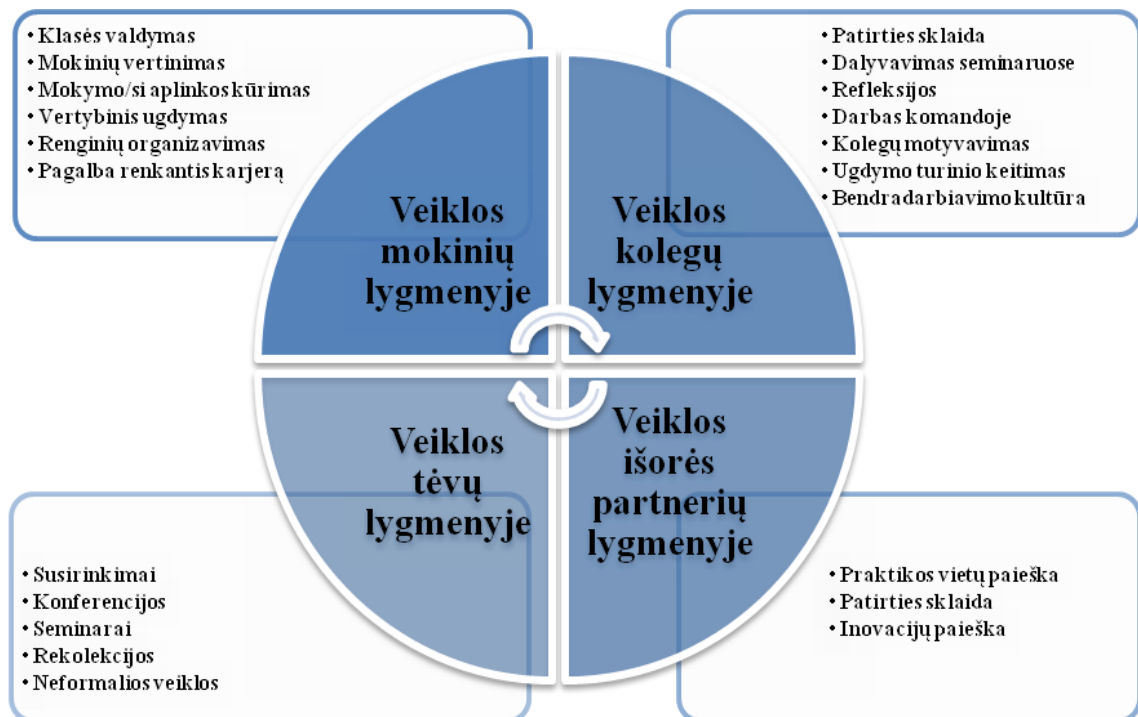 • Klasės valdymas
• Mokinių vertinimas
• Mokymo/si aplinkos kūrimas
• Vertybinis ugdymas
• Renginių organizavimas
• Pagalba renkantis karjerą
• Patirties sklaida
• Dalyvavimas seminaruose
• Refleksijos
• Darbas komandoje
• Kolegų motyvavimas
• Ugdymo turinio keitimas
• Bendradarbiavimo kultūra
Veiklos
mokinių
lygmenyje
Veiklos
kolegų
lygmenyje
Veiklos
tėvų
lygmenyje
Veiklos
išorės
partnerių
lygmenyje
• Susirinkimai
• Konferencijos
• Seminarai
• Rekolekcijos
• Neformalios veiklos
• Praktikos vietų paieška
• Patirties sklaida
• Inovacijų paieška